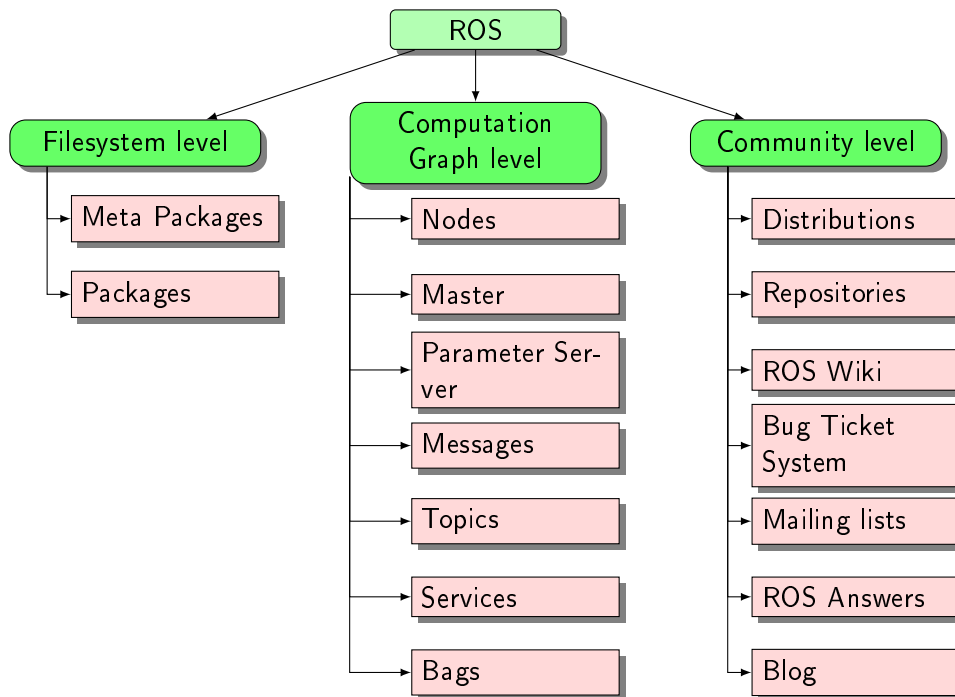 ROS
Filesystem level
Meta Packages
Packages
Computation
Graph level
Nodes
Master
Parameter Ser-
ver
Messages
Topics
Services
Bags
Community level
Distributions
Repositories
ROS Wiki
Bug Ticket
System
Mailing lists
ROS Answers
Blog